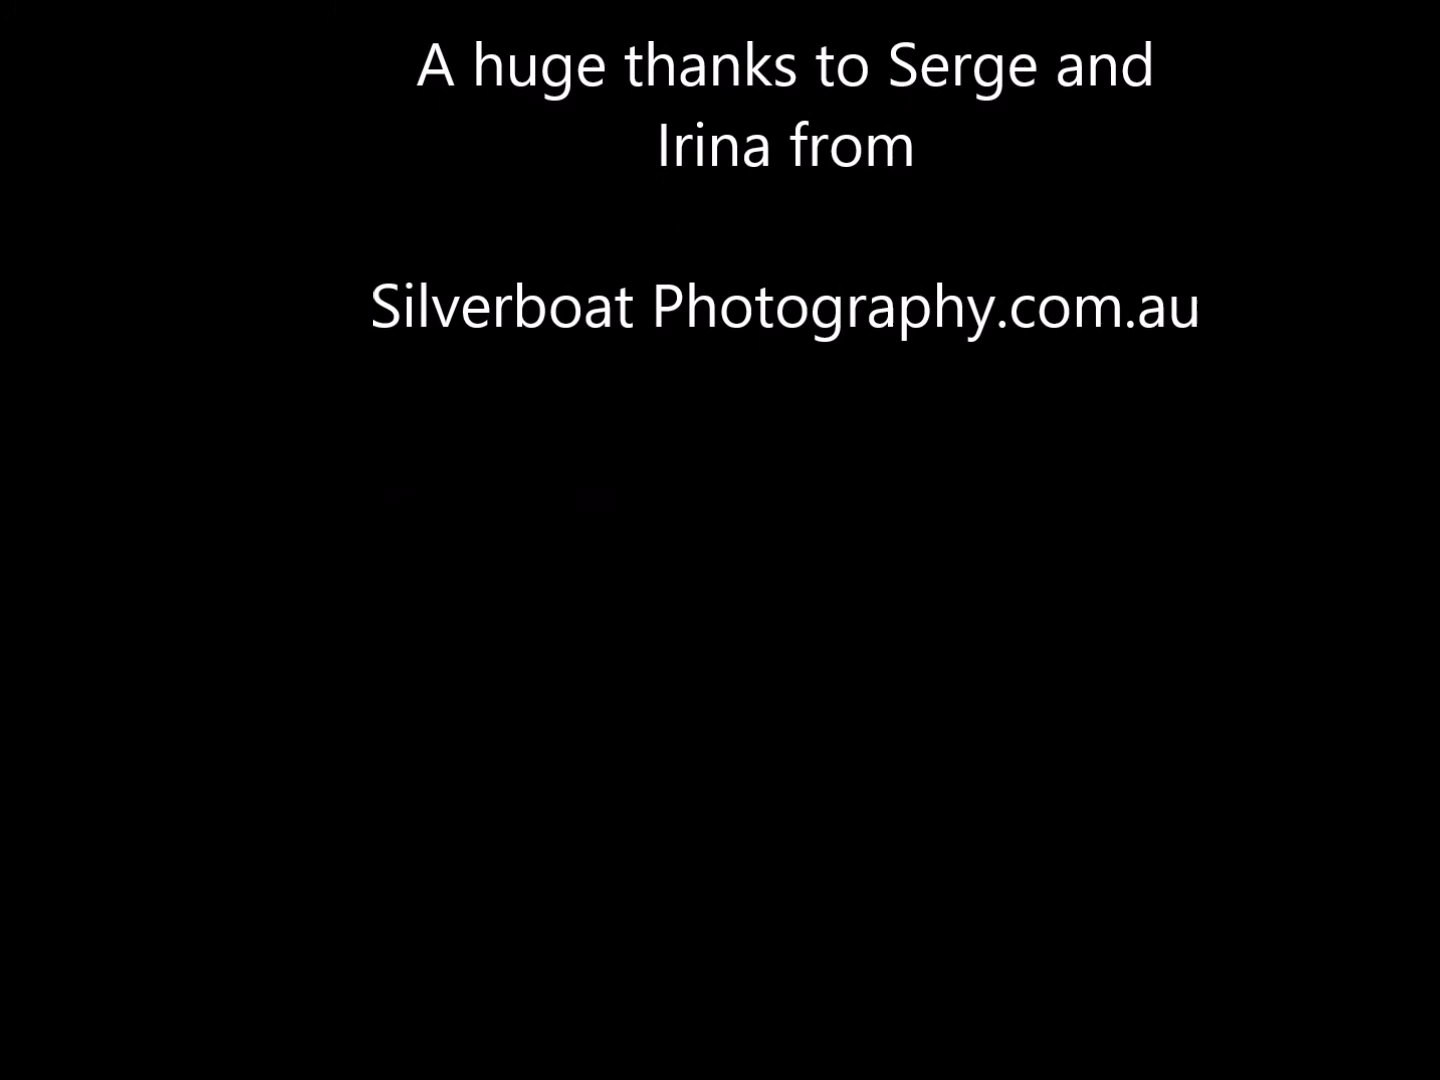 A huge thanks to Serge and
Irina from
Silverboat Photography.com.au